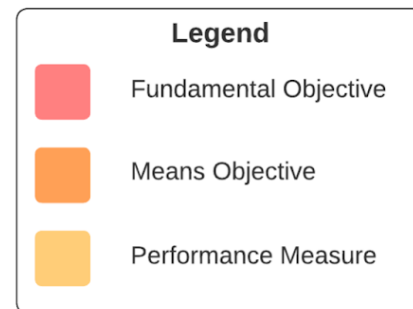 Legend
Fundamental Objective
Means Objective
Performance Measure